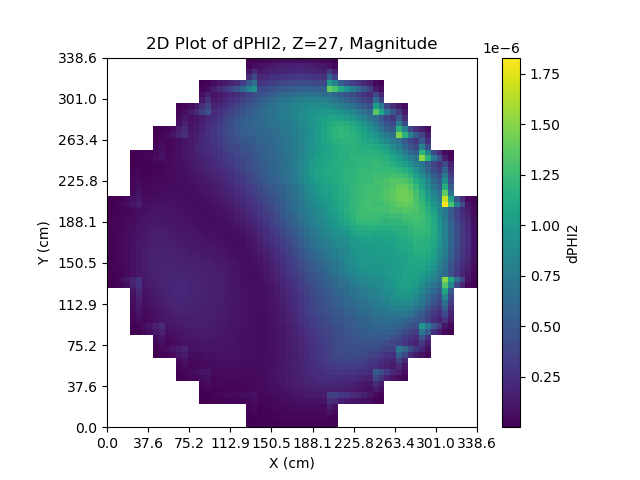 2D Plot of dPHI2, Z=27, Magnitude
1e−6
338.6
301.0
263.4
225.8
188.1
150.5
112.9
75.2
37.6
0.0
Y (cm)
0.0 37.6 75.2 112.9 150.5 188.1 225.8 263.4 301.0 338.6
X (cm)
1.75
1.50
1.25
1.00
0.75
0.50
0.25
dPHI2